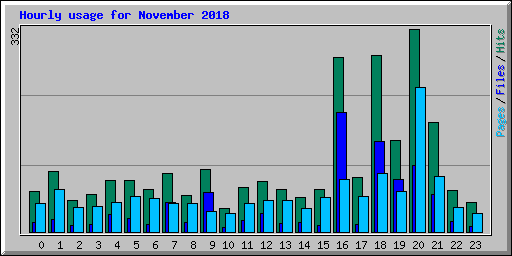 Hourly usage for November 2018
332
Pages / Files / Hits
0 1 2 3 4 5 6 7 8 9 10 11 12 13 14 15 16 17 18 19 20 21 22 23